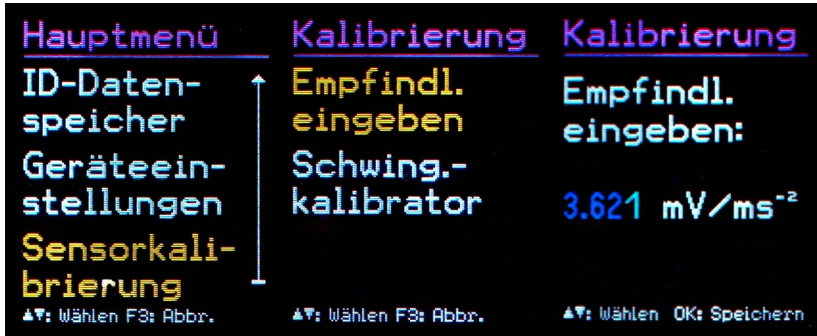 Hauptmenü
ID-Daten-
speicher
Geräteein-
stellungen
Sensorkali-
brierung
▲▼: Wählen F3: Abbr.
Kalibrierung
Empfindl.
eingeben
Schwing.-
kalibrator
▲▼: Wählen F3: Abbr.
Kalibrierung
Empfindl.
eingeben:
3.621 mV/ms⁻²
▲▼: Wählen OK: Speichern